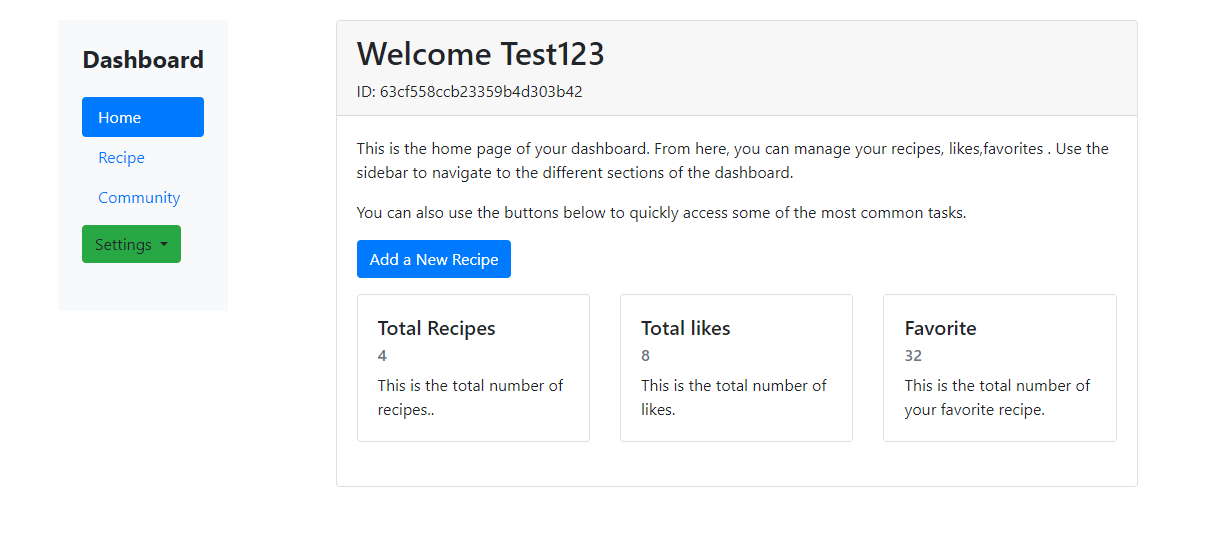 Dashboard
Home
Recipe
Community
Settings
Welcome Test123
ID: 63cf558ccb23359b4d303b42
This is the home page of your dashboard. From here, you can manage your recipes, likes,favorites . Use the
sidebar to navigate to the different sections of the dashboard.
You can also use the buttons below to quickly access some of the most common tasks.
Add a New Recipe
Total Recipes
4
This is the total number of
recipes..
Total likes
8
This is the total number of
likes.
Favorite
32
This is the total number of
your favorite recipe.